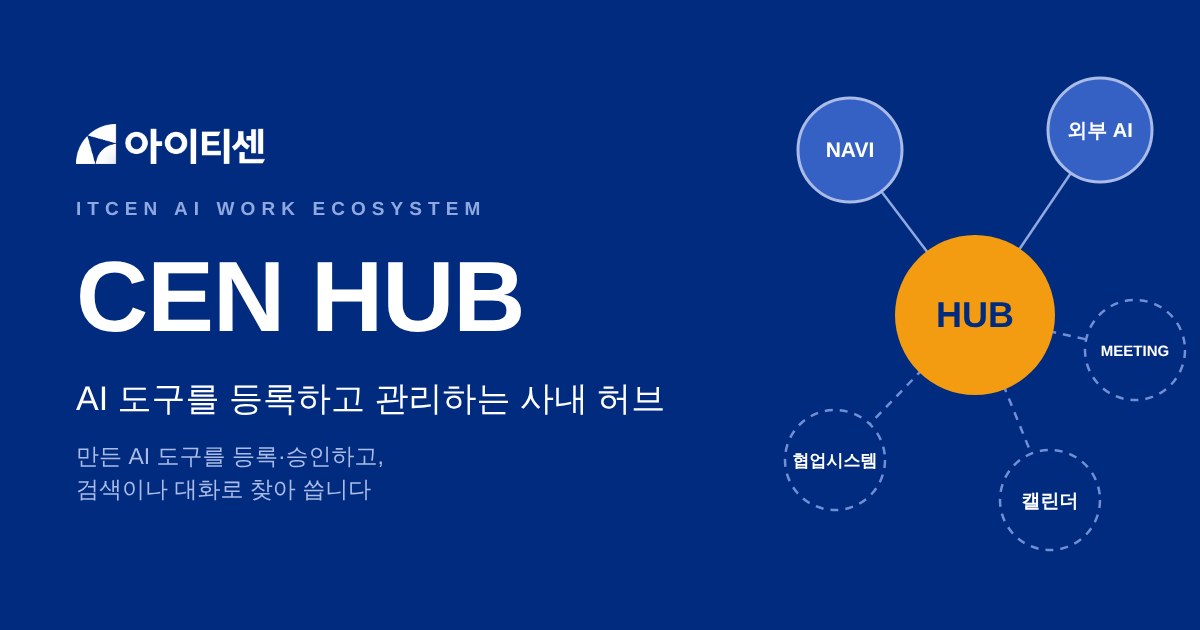 아이티센
ITCEN AI WORK ECOSYSTEM
CEN HUB
AI 도구를 등록하고 관리하는 사내 허브
만든 AI 도구를 등록·승인하고,
검색이나 대화로 찾아 씁니다
NAVI
외부 AI
HUB
MEETING
협업시스템
캘린더